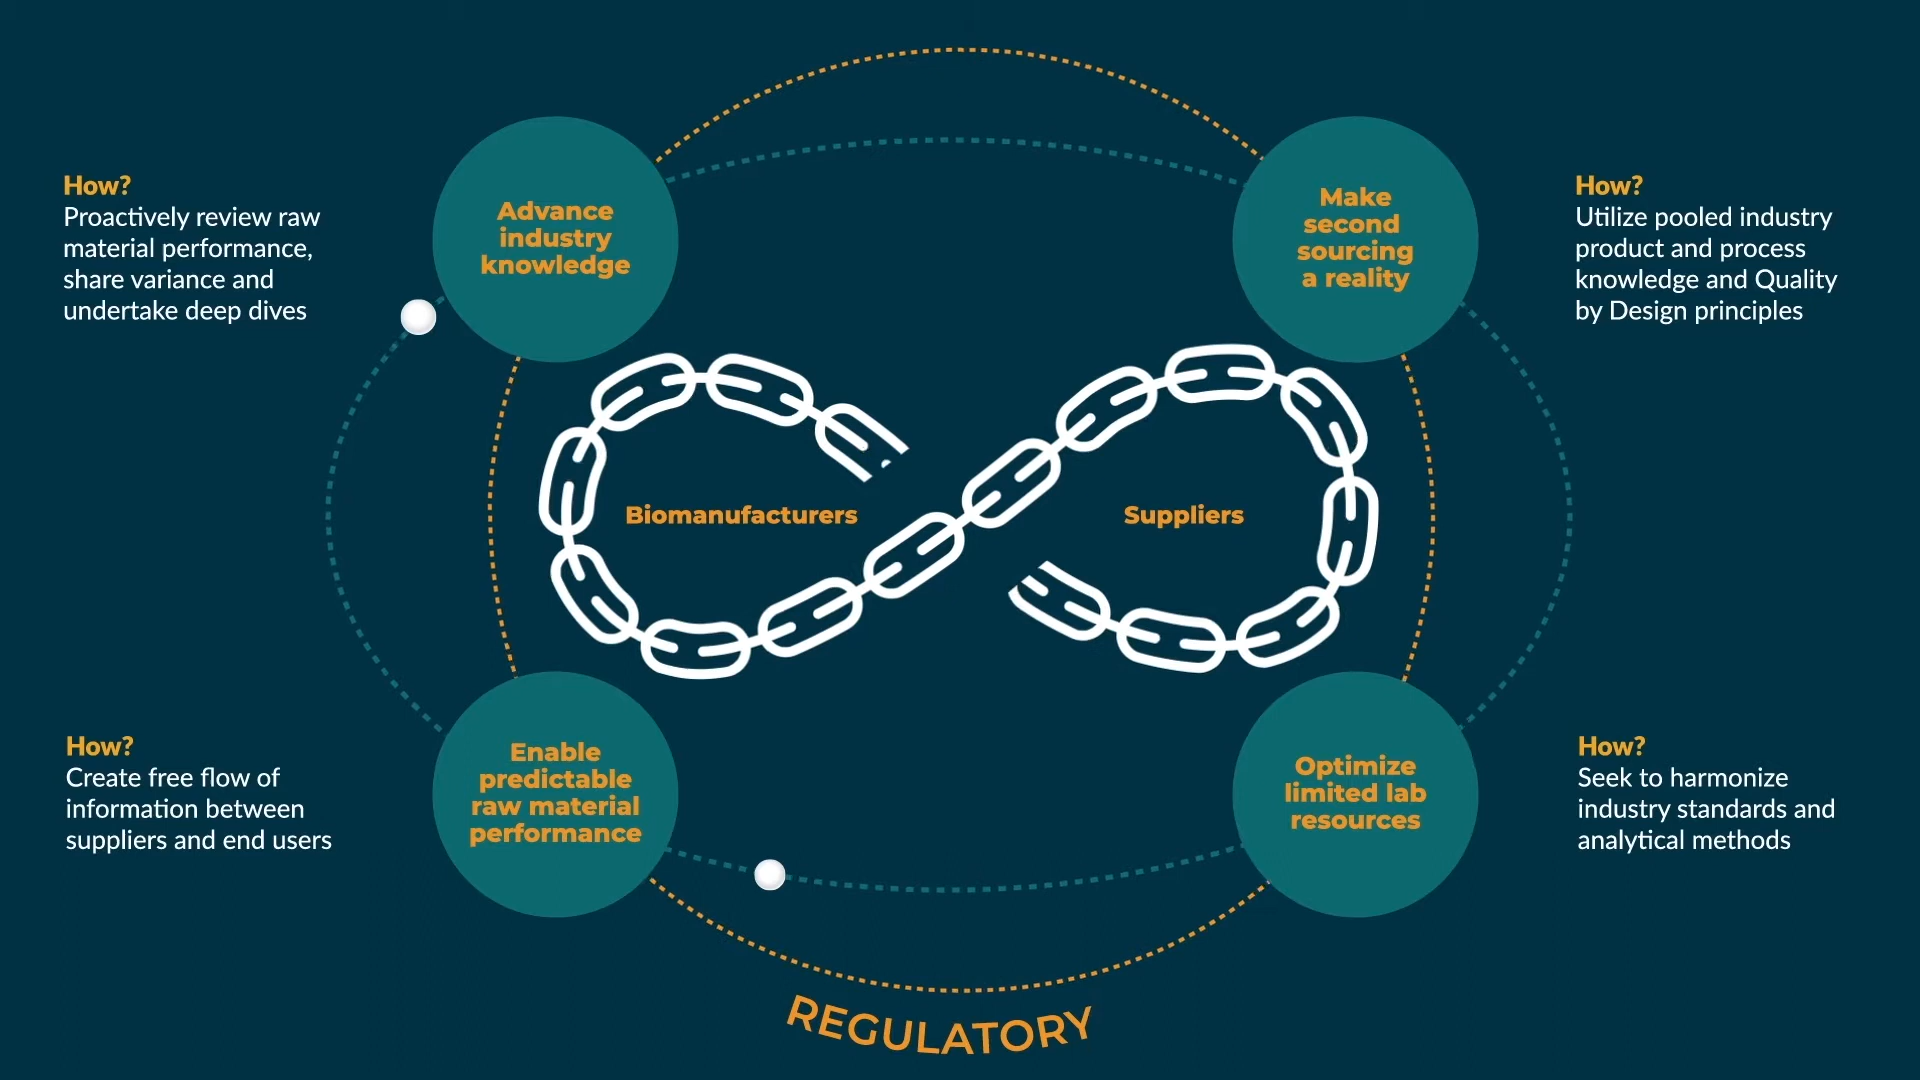 How?
Proactively review raw
material performance,
share variance and
undertake deep dives
Advance
industry
knowledge
Make
second
sourcing
a reality
How?
Utilize pooled industry
product and process
knowledge and Quality
by Design principles
Biomanufacturers
Suppliers
How?
Create free flow of
information between
suppliers and end users
Enable
predictable
raw material
performance
Optimize
limited lab
resources
How?
Seek to harmonize
industry standards and
analytical methods
REGULATORY